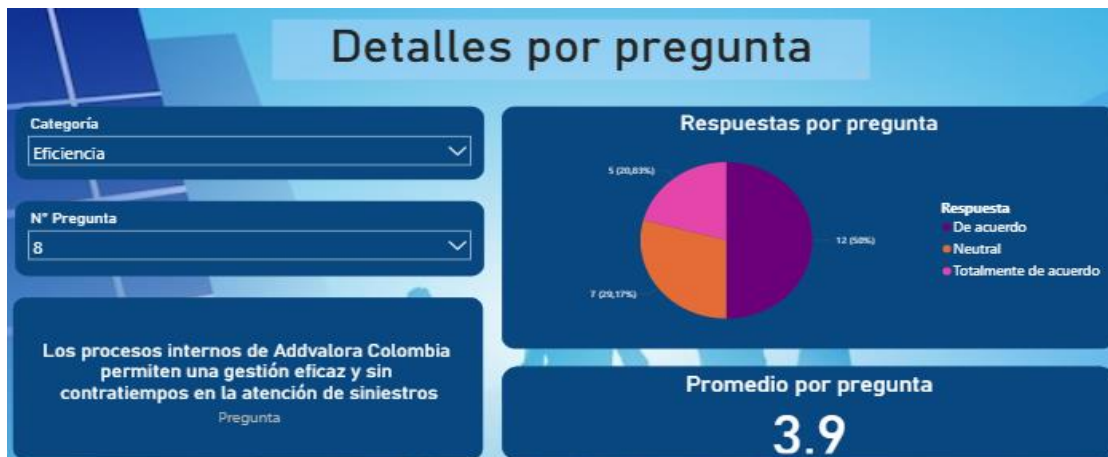 Detalles por pregunta
Categoría
Eficiencia
N° Pregunta
8
Los procesos internos de Addvalora Colombia
permiten una gestión eficaz y sin
contratiempos en la atención de siniestros
Pregunta
Respuestas por pregunta
5 (20,83%)
12 (50%)
7 (29,17%)
Respuesta
De acuerdo
Neutral
Totalmente de acuerdo
Promedio por pregunta
3.9